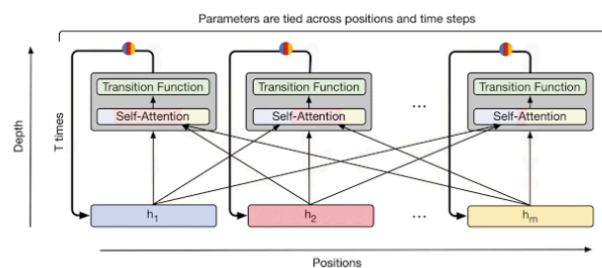 Parameters are tied across positions and time steps
Depth
T times
Transition Function
Self-Attention
h1
Transition Function
Self-Attention
h2
...
...
Transition Function
Self-Attention
hm
Positions